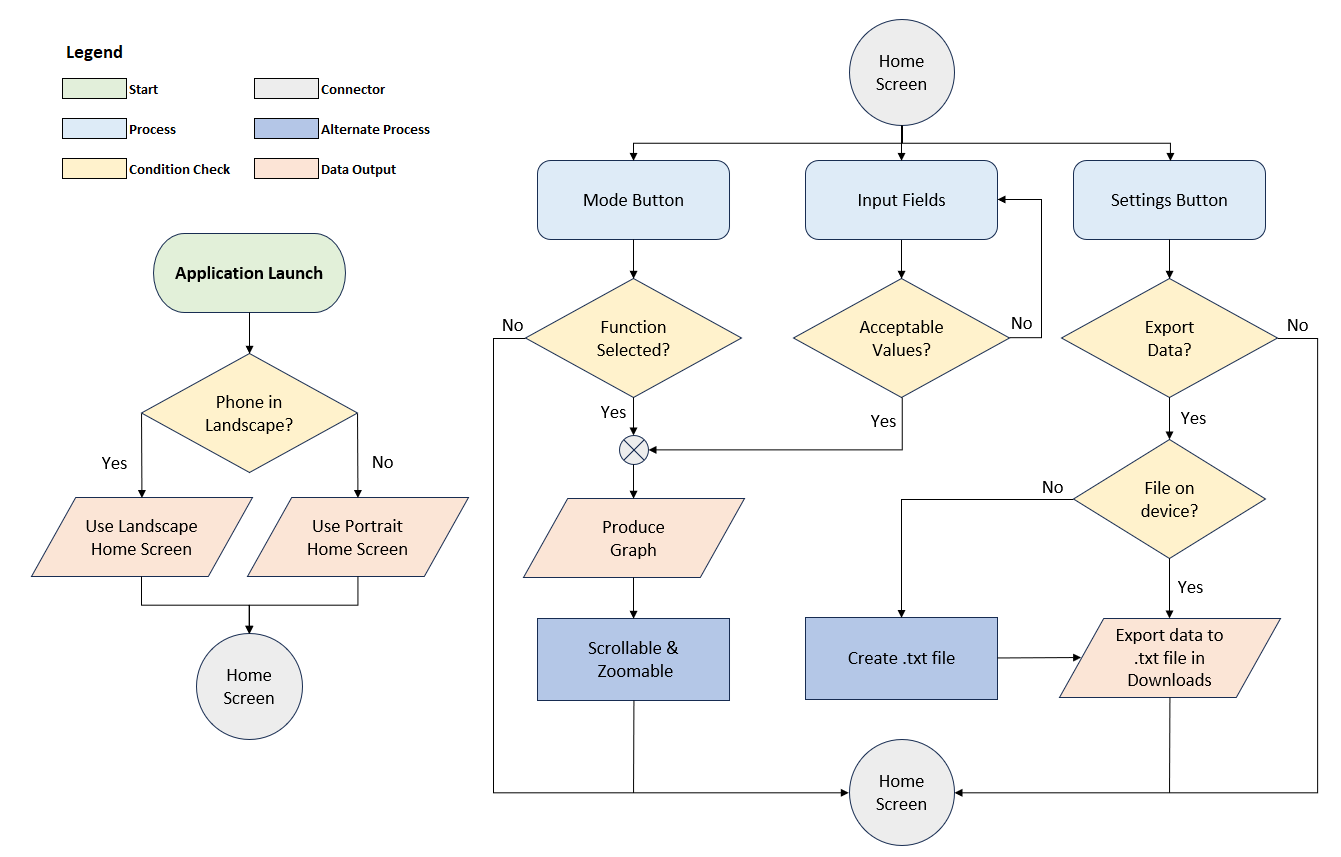 Legend
Start
Connector
Process
Alternate Process
Condition Check
Data Output
Application Launch
Phone in
Landscape?
Yes
No
Use Landscape
Home Screen
Use Portrait
Home Screen
Home
Screen
Home
Screen
Mode Button
Input Fields
Settings Button
No
Function
Selected?
Acceptable
Values?
No
Export
Data?
No
Yes
Yes
Yes
Produce
Graph
No
File on
device?
Yes
Scrollable &
Zoomable
Create .txt file
Export data to
.txt file in
Downloads
Home
Screen